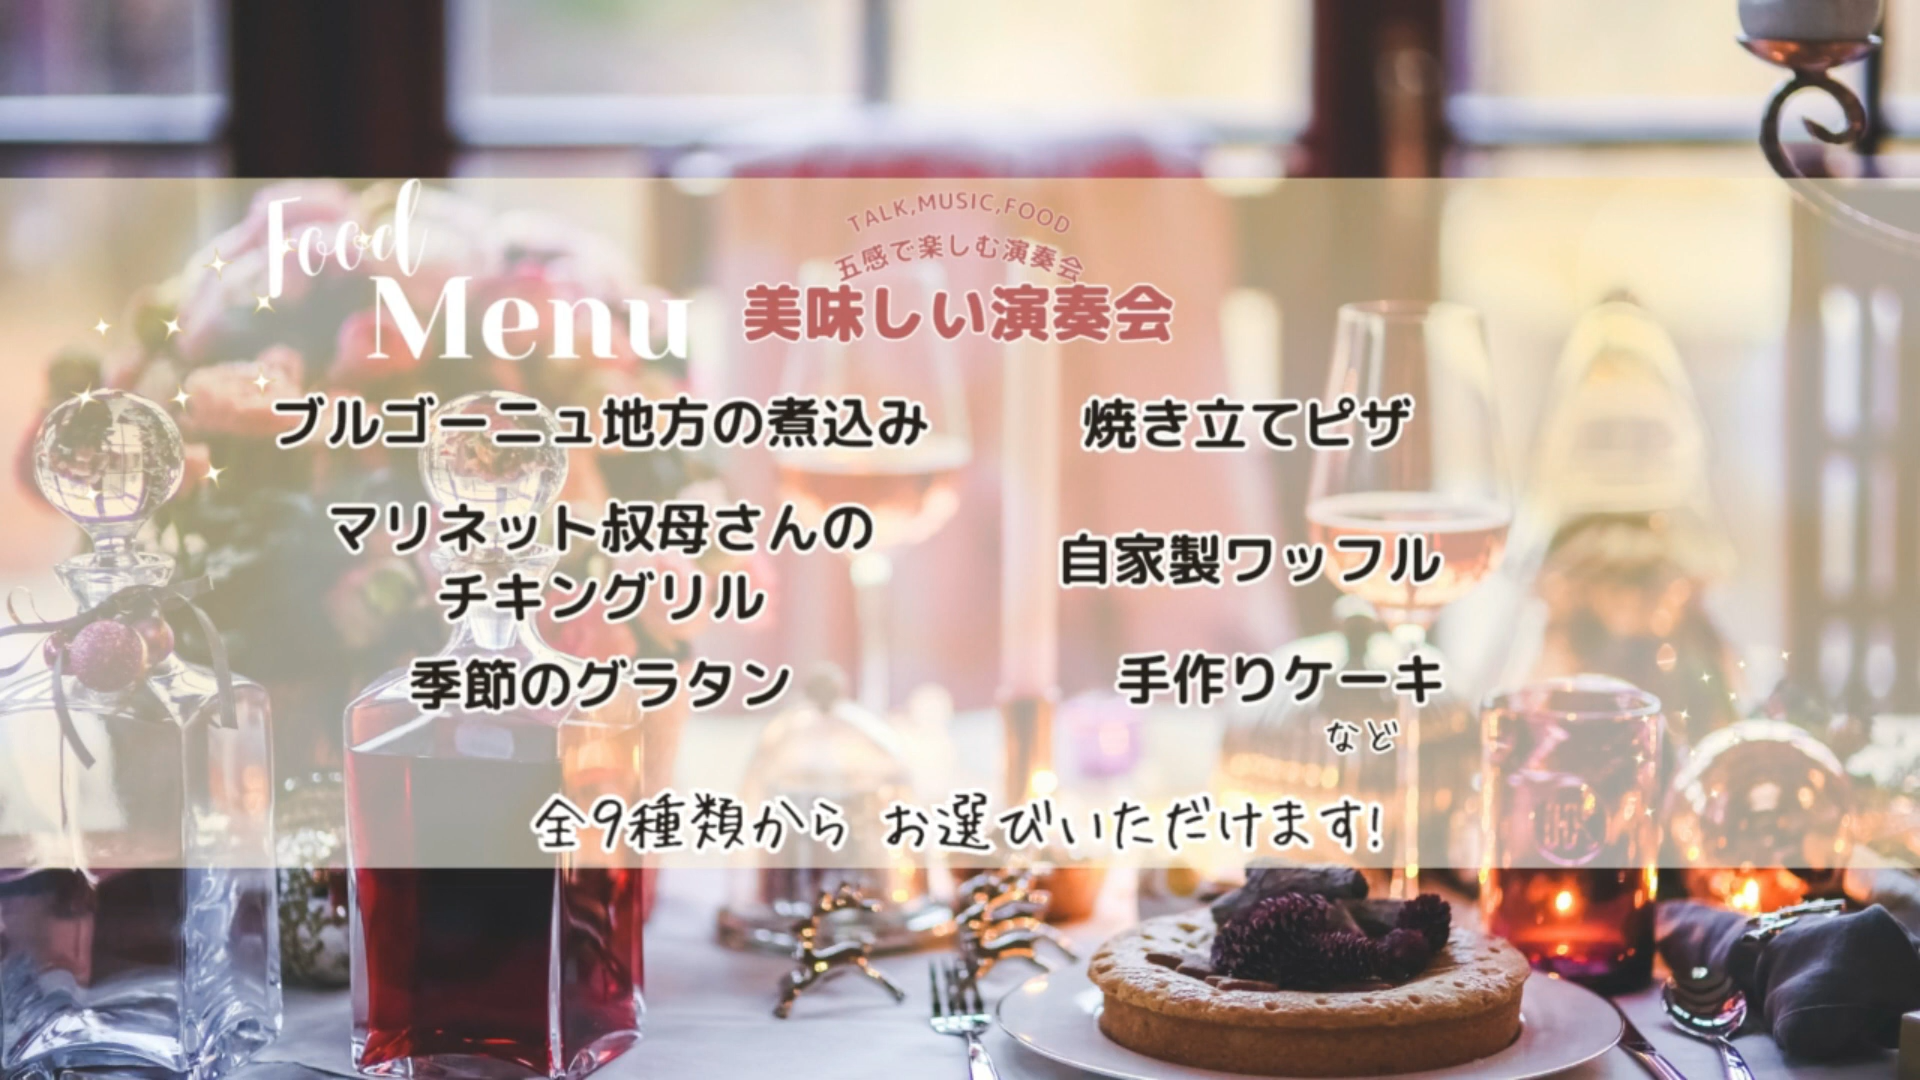 Food
Menu
TALK,MUSIC,FOOD
五感で楽しむ演奏会
美味しい演奏会
ブルゴーニュ地方の煮込み
マリネット叔母さんの
チキングリル
季節のグラタン
焼き立てピザ
自家製ワッフル
手作りケーキ
など
全9種類から お選びいただけます!